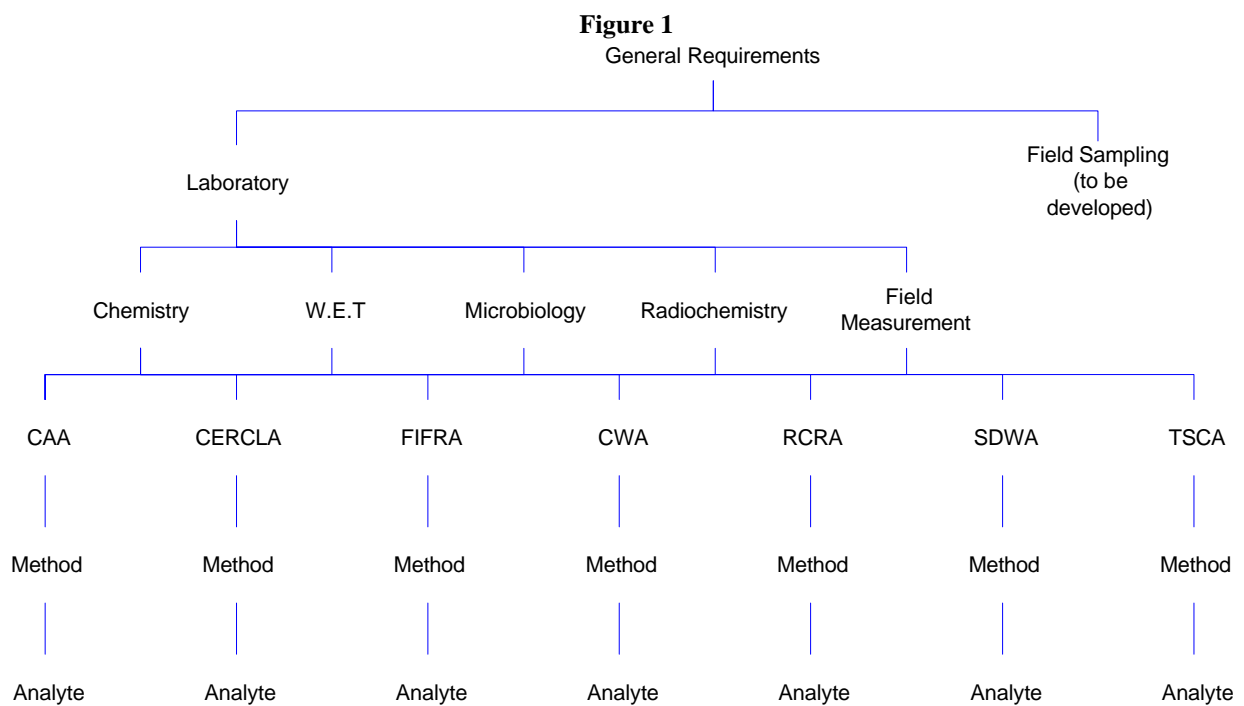 Figure 1
General Requirements
Laboratory
Field Sampling
(to be
developed)
Chemistry
W.E.T
Microbiology
Radiochemistry
Field
Measurement
CAA
CERCLA
FIFRA
CWA
RCRA
SDWA
TSCA
Method
Method
Method
Method
Method
Method
Method
Analyte
Analyte
Analyte
Analyte
Analyte
Analyte
Analyte